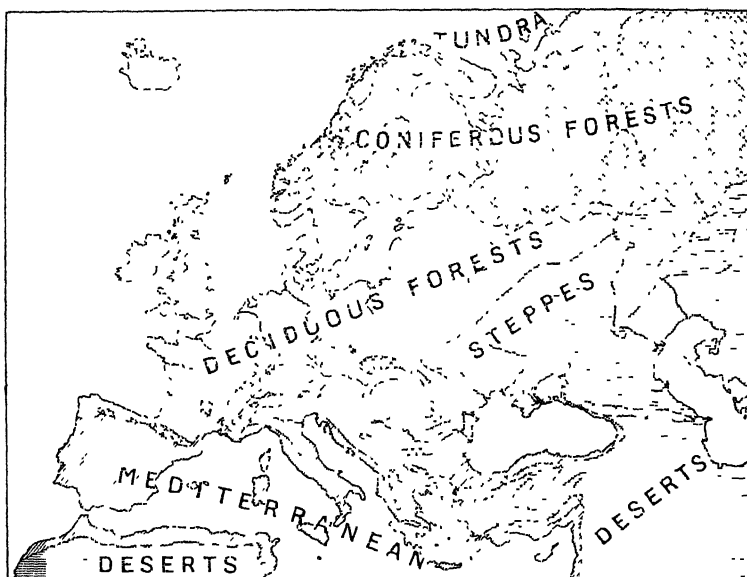 TUNDRA
CONIFEROUS FORESTS
DECIDUOUS FORESTS
STEPPES
MEDITERRANEAN
DESERTS
DESERTS